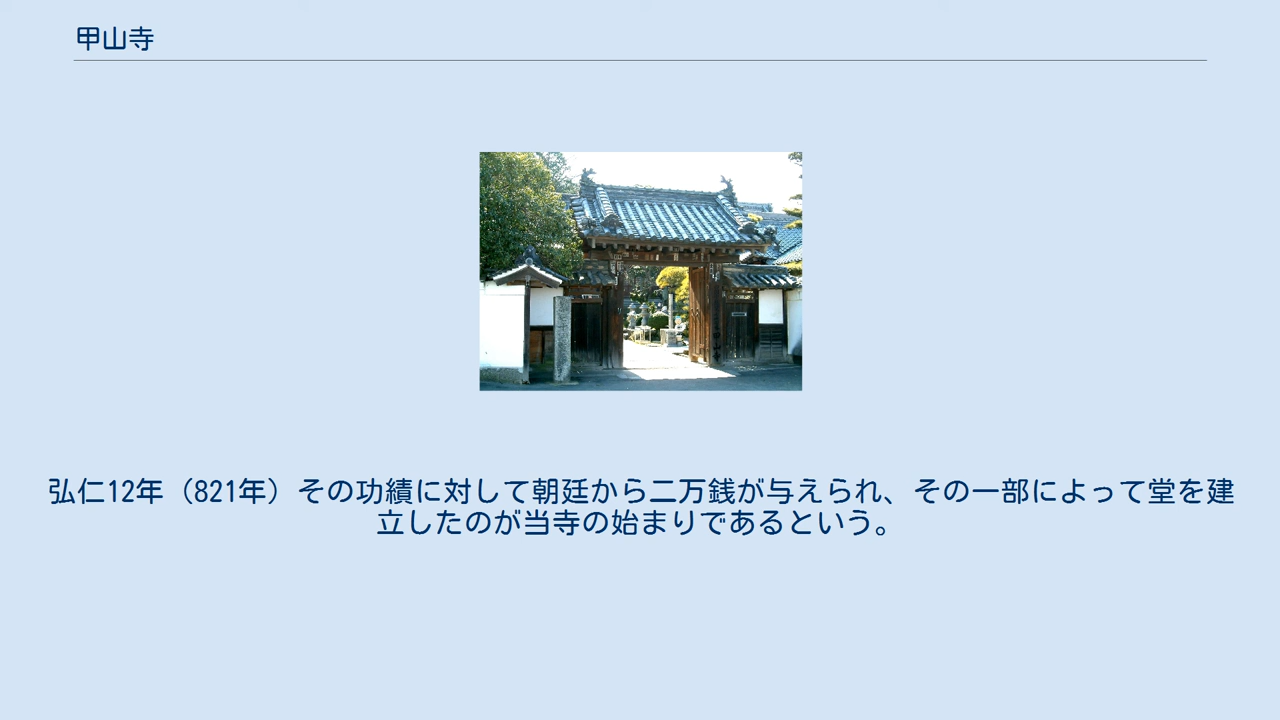 甲山寺
弘仁12年（821年）その功績に対して朝廷から二万銭が与えられ、その一部によって堂を建
立したのが当寺の始まりであるという。